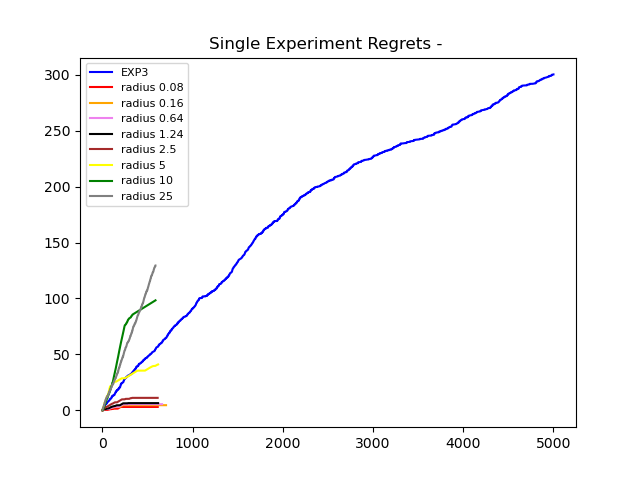 Single Experiment Regrets -
EXP3
radius 0.08
radius 0.16
radius 0.64
radius 1.24
radius 2.5
radius 5
radius 10
radius 25
300
250
200
150
100
50
0
0 1000 2000 3000 4000 5000